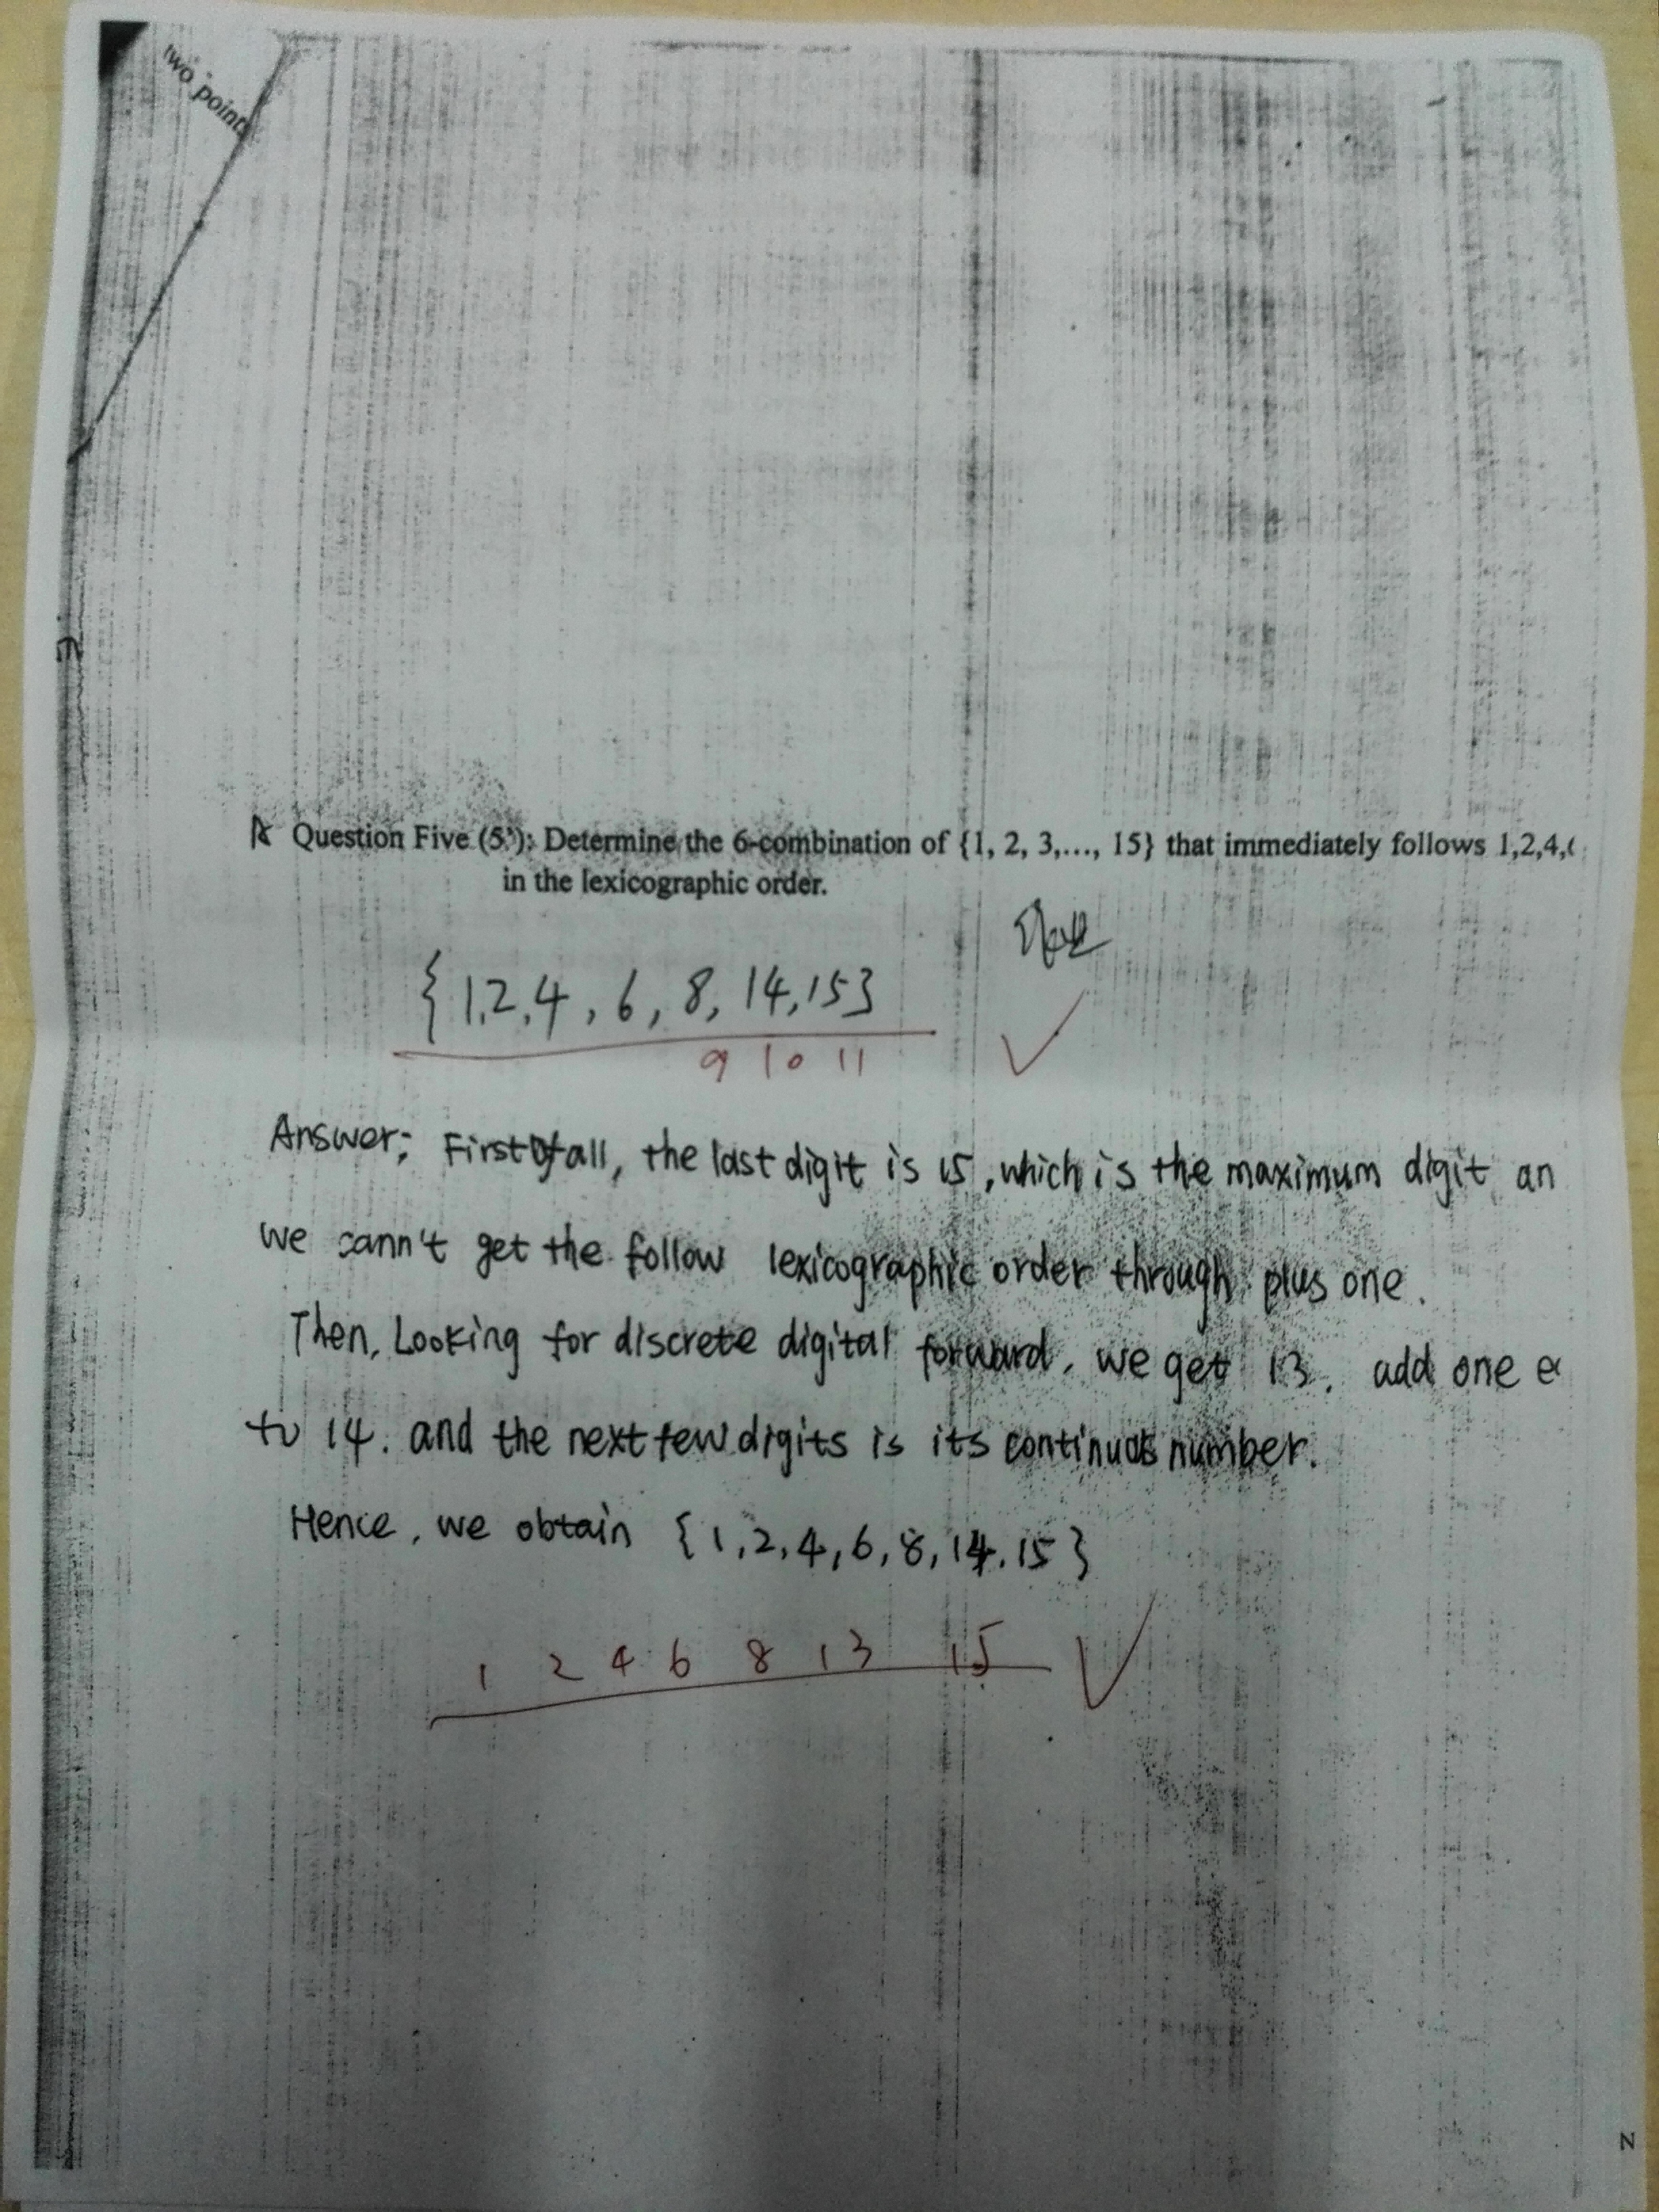 two point
Question Five (5'): Determine the 6-combination of {1, 2, 3,..., 15} that immediately follows 1,2,4,
in the lexicographic order.
{1,2,4,6,8,14,15}
9 10 11
Answer: First of all, the last digit is 15, which is the maximum digit an
we cann't get the follow lexicographic order through plus one.
Then, Looking for discrete digital forward, we get 13. add one
to 14. and the next few digits is its number.
Hence, we obtain {1,2,4,6,8,14,15}
1 2 4 6 8 13 15
N